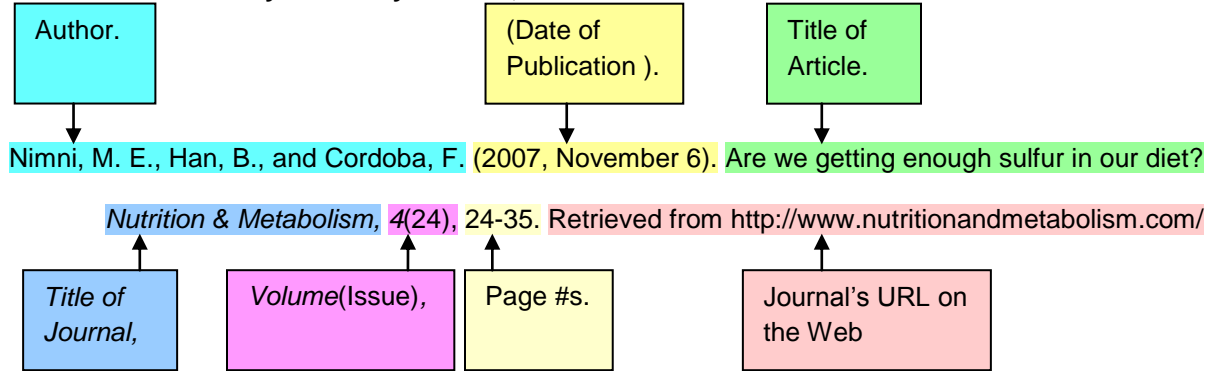 Author.
(Date of
Publication ).
Title of
Article.
Nimni, M. E., Han, B., and Cordoba, F. (2007, November 6). Are we getting enough sulfur in our diet?
Nutrition & Metabolism, 4(24), 24-35. Retrieved from http://www.nutritionandmetabolism.com/
Title of
Journal,
Volume(Issue),
Page #s.
Journal's URL on
the Web